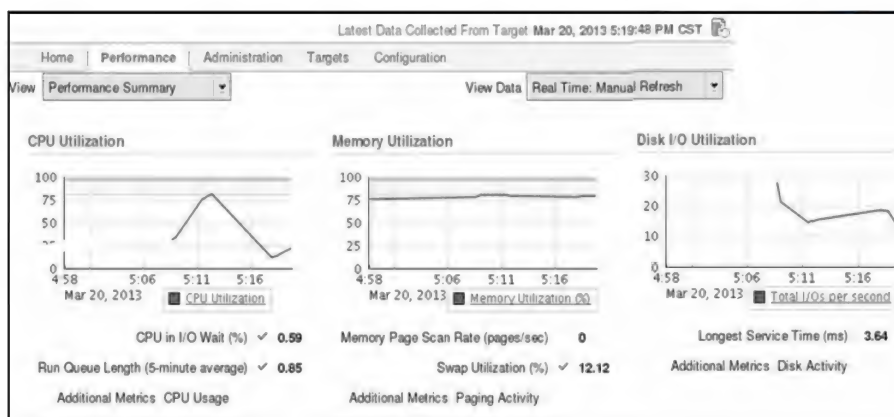 Latest Data Collected From Target Mar 20, 2013 5:19:48 PM CST
Home Performance Administration Targets Configuration
View Performance Summary View Data Real Time: Manual Refresh
CPU Utilization Memory Utilization Disk I/O Utilization
100
75
50
0
4:58 5:06 5:11 5:16
Mar 20, 2013 CPU Utilization
100
75
50
25
0
4:58 5:06 5:11 5:16
Mar 20, 2013 Memory Utilization (%)
30
20
10
0
4:58 5:06 5:11 5:16
Mar 20, 2013 Total I/Os per second
CPU in I/O Wait (%) ✓ 0.59 Memory Page Scan Rate (pages/sec) 0 Longest Service Time (ms) 3.64
Run Queue Length (5-minute average) ✓ 0.85 Swap Utilization (%) ✓ 12.12 Additional Metrics Disk Activity
Additional Metrics CPU Usage Additional Metrics Paging Activity